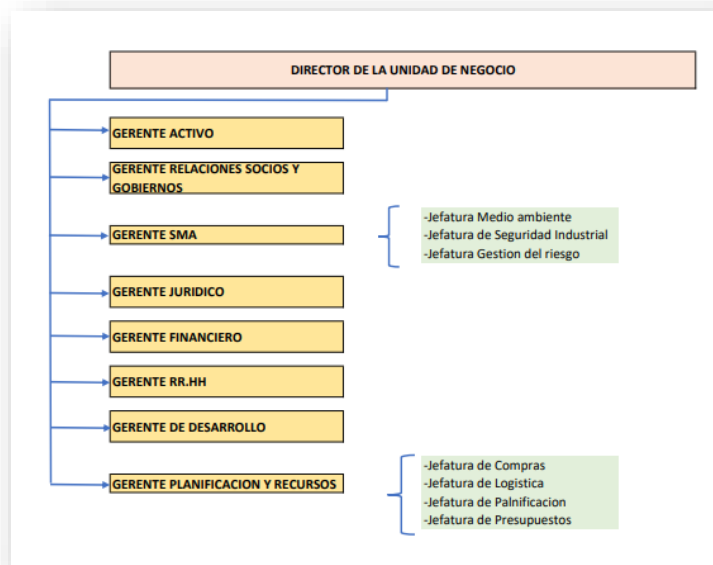 DIRECTOR DE LA UNIDAD DE NEGOCIO
GERENTE ACTIVO
GERENTE RELACIONES SOCIOS Y
GOBIERNOS
GERENTE SMA
-Jefatura Medio ambiente
-Jefatura de Seguridad Industrial
-Jefatura Gestion del riesgo
GERENTE JURIDICO
GERENTE FINANCIERO
GERENTE RR.HH
GERENTE DE DESARROLLO
GERENTE PLANIFICACION Y RECURSOS
-Jefatura de Compras
-Jefatura de Logistica
-Jefatura de Palnificacion
-Jefatura de Presupuestos